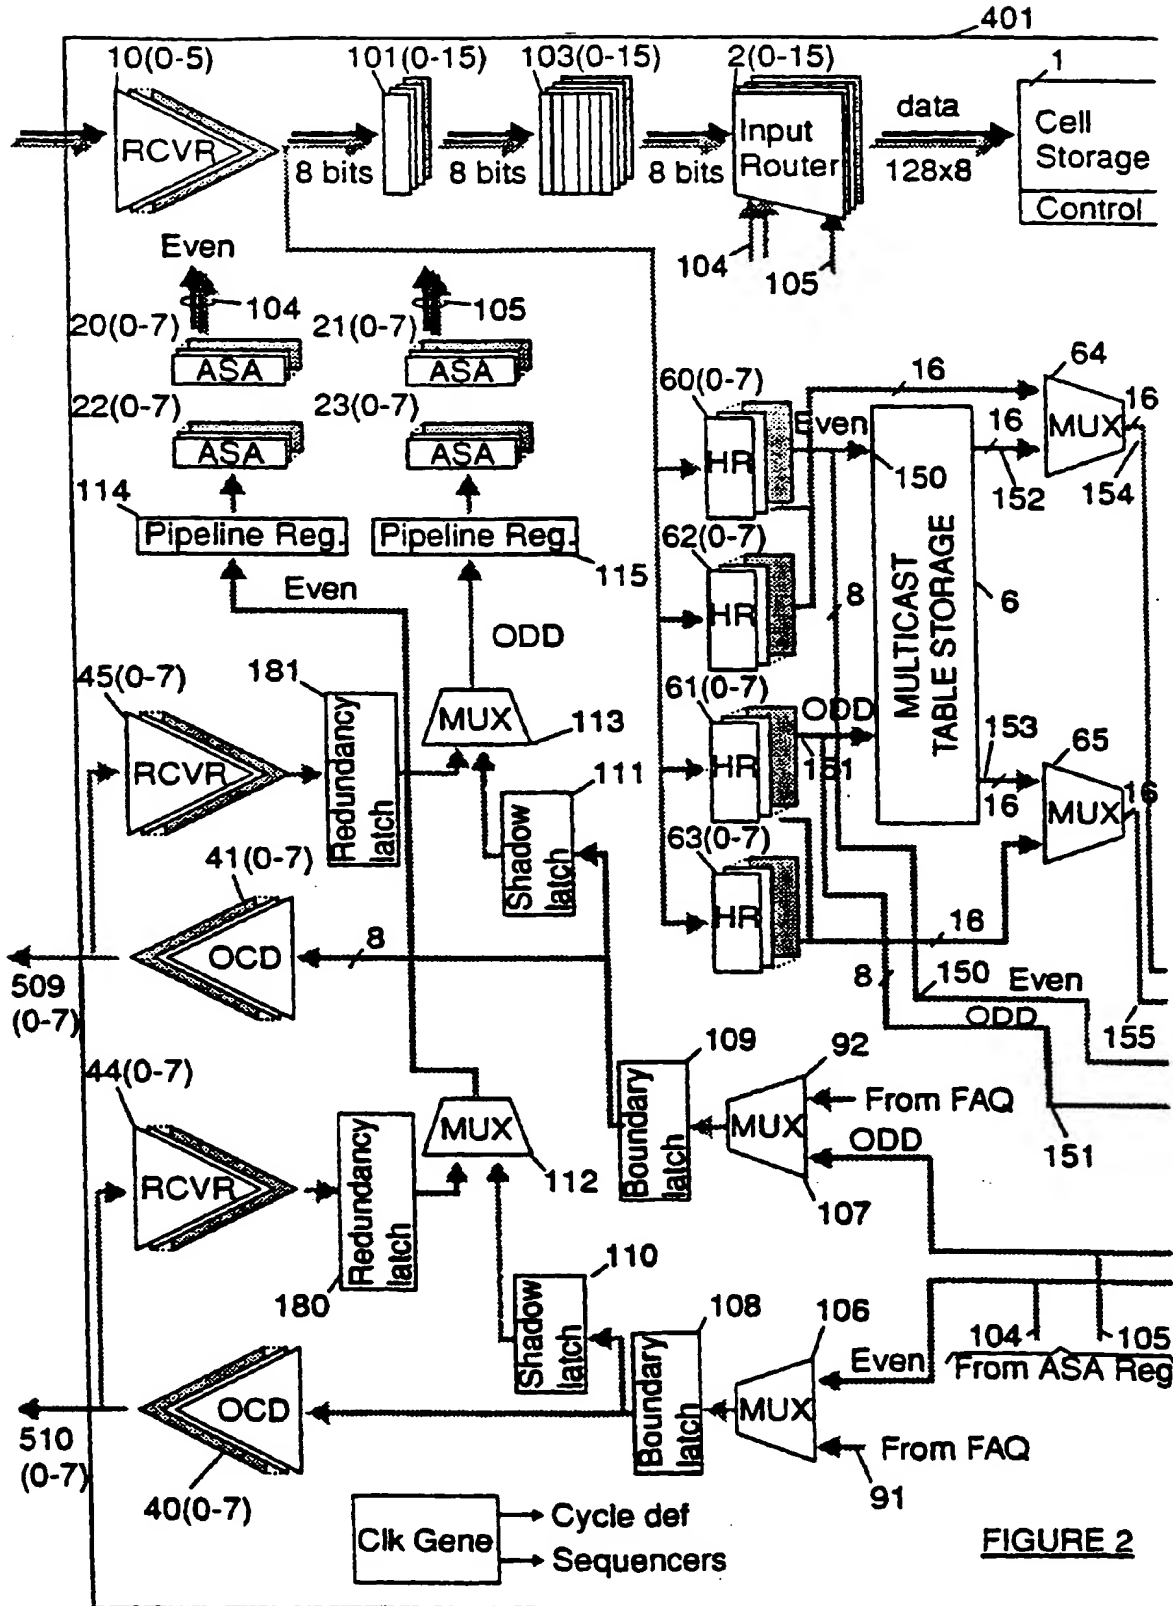 401
10(0-5) 101(0-15) 103(0-15) 2(0-15) 1
RCVR
8 bits
8 bits
8 bits
Input Router
data
128x8
Cell Storage
Control
104
105
Even
104
105
20(0-7)
ASA
21(0-7)
ASA
22(0-7)
ASA
23(0-7)
ASA
114
Pipeline Reg.
Pipeline Reg.
115
Even
ODD
60(0-7)
HR
Even
150
62(0-7)
HR
61(0-7)
HR
ODD
151
63(0-7)
HR
8
MULTICAST TABLE STORAGE
6
16
64
MUX
16
16
152
154
153
16
65
MUX
16
16
8
150
Even
ODD
155
151
45(0-7)
RCVR
181
Redundancy latch
MUX
113
111
Shadow latch
41(0-7)
OCD
8
509
(0-7)
44(0-7)
RCVR
Redundancy latch
180
MUX
112
109
Boundary latch
92
MUX
From FAQ
ODD
107
110
Shadow latch
108
Boundary latch
106
MUX
Even
From FAQ
91
104
105
From ASA Reg
OCD
510
(0-7)
40(0-7)
Clk Gene
Cycle def
Sequencers
FIGURE 2